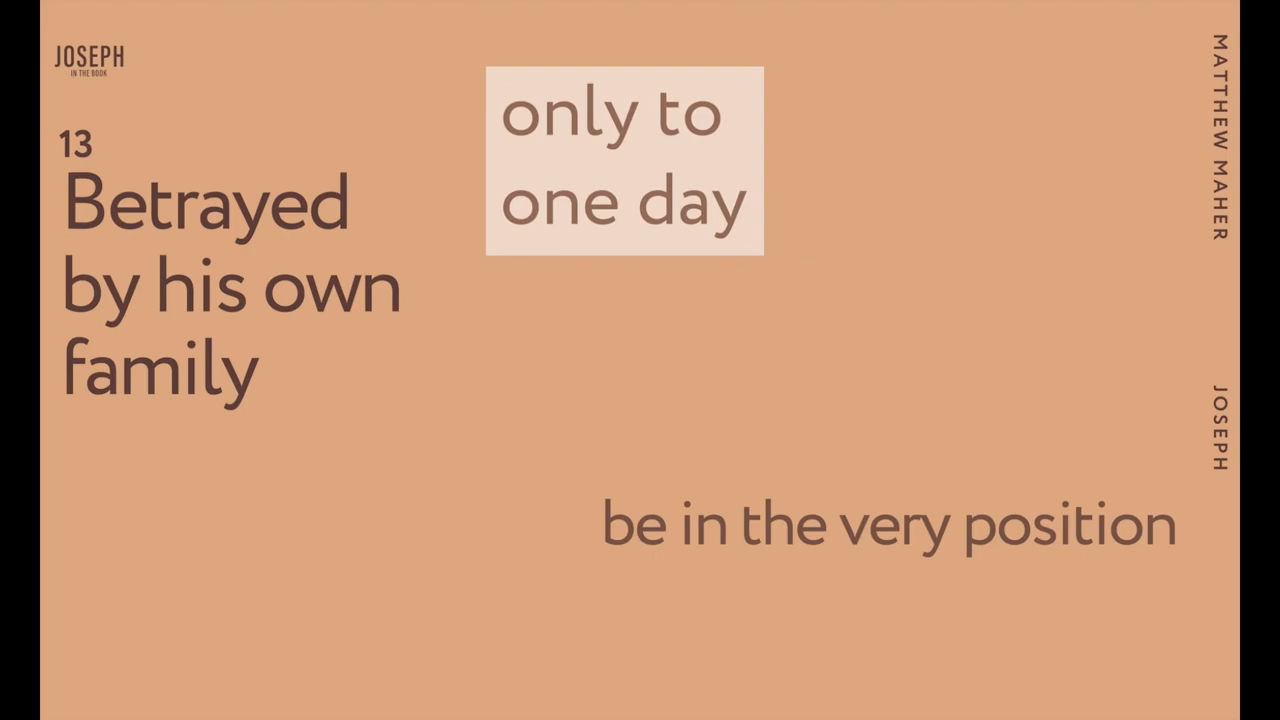 JOSEPH
IN THE BOOK
13
Betrayed
by his own
family
only to
one day
be in the very position
MATTHEW MAHER
JOSEPH